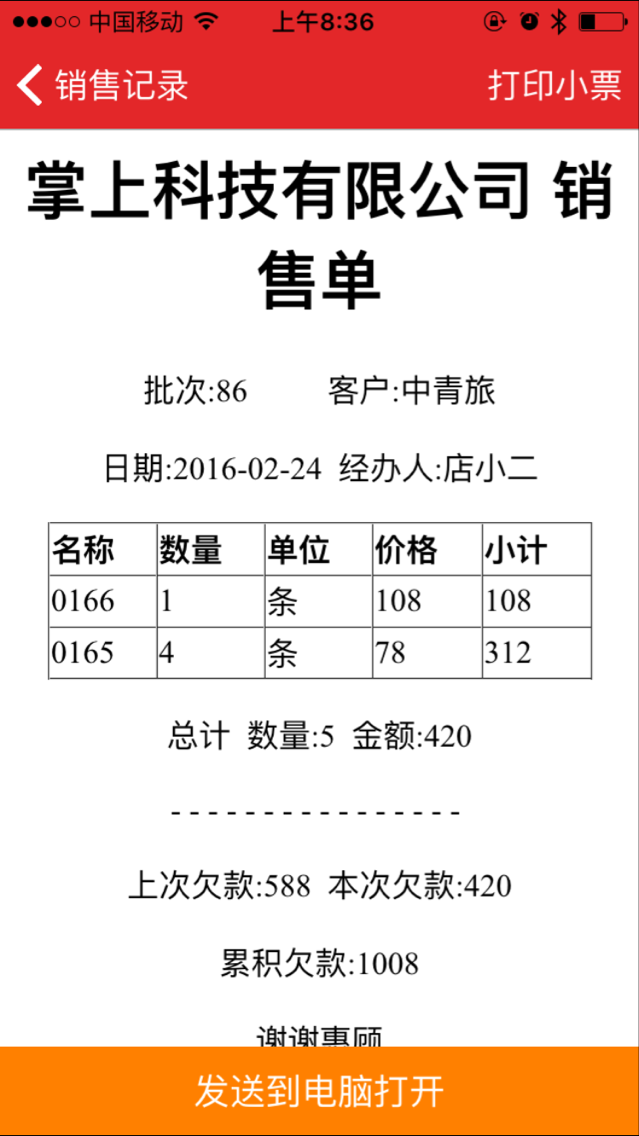 中国移动 上午8:36
销售记录 打印小票
掌上科技有限公司 销
售单
批次:86 客户:中青旅
日期:2016-02-24 经办人:店小二
名称 数量 单位 价格 小计
0166 1 条 108 108
0165 4 条 78 312
总计 数量:5 金额:420
----------------
上次欠款:588 本次欠款:420
累积欠款:1008
谢谢惠顾
发送到电脑打开